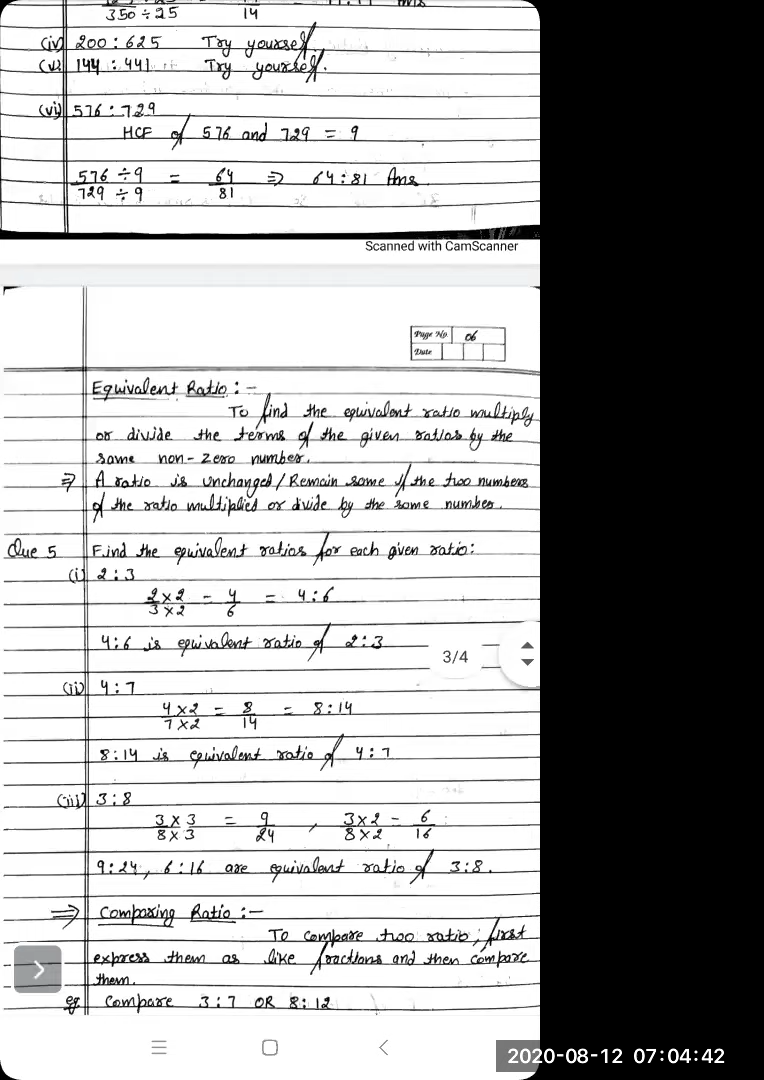 350 ÷ 25 14 Ans
(iv) 200 : 625 Try yourself.
(v) 144 : 441 Try yourself.
(vi) 576 : 729
HCF of 576 and 729 = 9
576 ÷ 9 = 64 ⇒ 64 : 81 Ans.
729 ÷ 9 81
Scanned with CamScanner
Page No. 06
Date
Equivalent Ratio : -
To find the equivalent ratio multiply
or divide the terms of the given ratios by the
same non - zero number.
⇒ A ratio is unchanged / Remain same if the two numbers
of the ratio multiplied or divide by the same number.
Que 5 Find the equivalent ratios for each given ratio :
(i) 2 : 3
2 × 2 = 4 = 4 : 6
3 × 2 6
4 : 6 is equivalent ratio of 2 : 3
3/4
(ii) 4 : 7
4 × 2 = 8 = 8 : 14
7 × 2 14
8 : 14 is equivalent ratio of 4 : 7
(iii) 3 : 8
3 × 3 = 9 , 3 × 2 = 6
8 × 3 24 8 × 2 16
9 : 24 , 6 : 16 are equivalent ratio of 3 : 8 .
⇒ Comparing Ratio : -
To compare two ratio , first
express them as like fractions and then compare
them.
eg. Compare 3 : 7 OR 8 : 12
2020-08-12 07:04:42